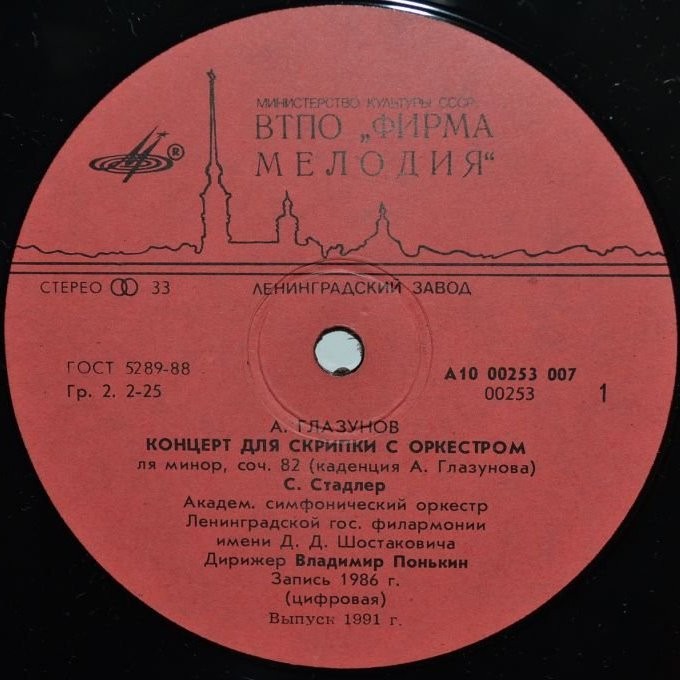 МИНИСТЕРСТВО КУЛЬТУРЫ СССР
ВТПО „ФИРМА
МЕЛОДИЯ“
®
СТЕРЕО 33 ЛЕНИНГРАДСКИЙ ЗАВОД
ГОСТ 5289-88
Гр. 2. 2-25
А10 00253 007
00253 1
А. ГЛАЗУНОВ
КОНЦЕРТ ДЛЯ СКРИПКИ С ОРКЕСТРОМ
ля минор, соч. 82 (каденция А. Глазунова)
С. Стадлер
Академ. симфонический оркестр
Ленинградской гос. филармонии
имени Д. Д. Шостаковича
Дирижер Владимир Понькин
Запись 1986 г.
(цифровая)
Выпуск 1991 г.